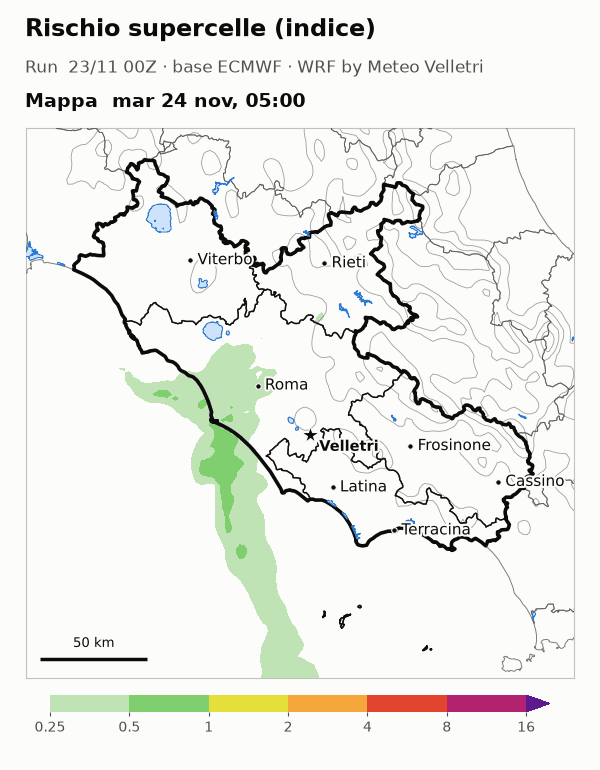 Rischio supercelle (indice)
Run  23/11 00Z · base ECMWF · WRF by Meteo Velletri
Mappa  mar 24 nov, 05:00
Viterbo
Rieti
Roma
Velletri
Frosinone
Latina
Cassino
Terracina
50 km
0.25 0.5 1 2 4 8 16